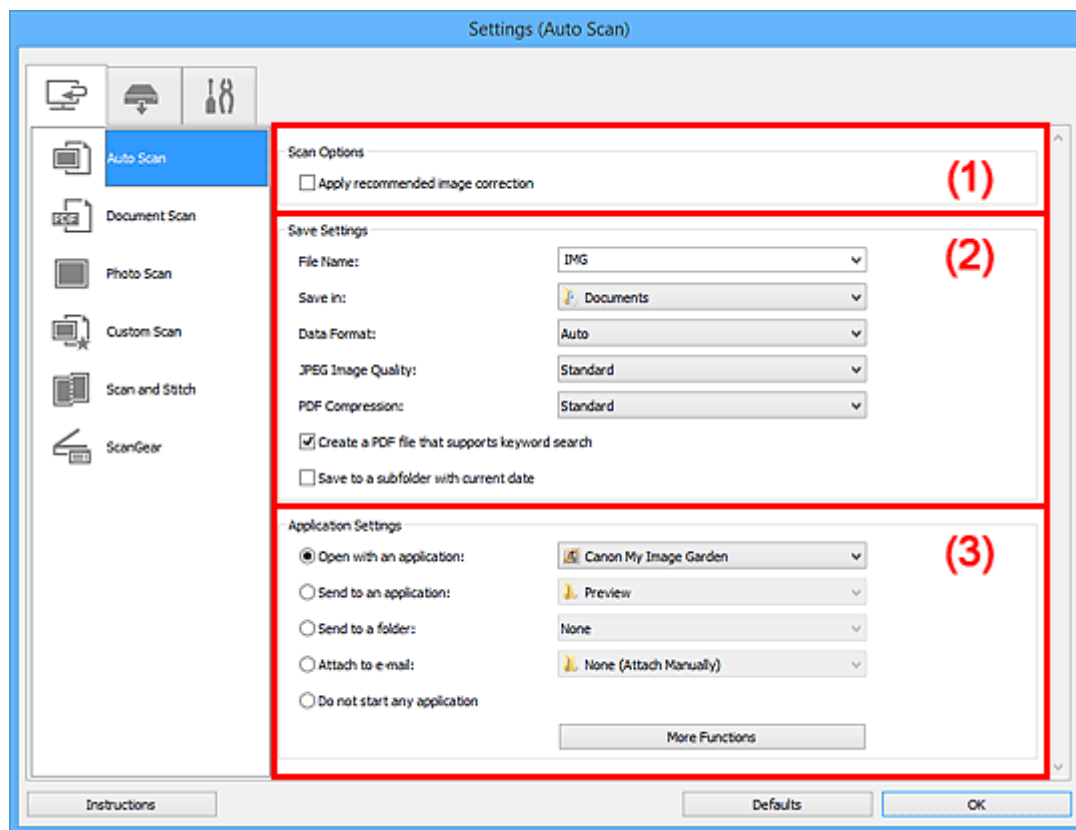 Settings (Auto Scan)
Auto Scan
Document Scan
Photo Scan
Custom Scan
Scan and Stitch
ScanGear
Scan Options
(1)
Apply recommended image correction
Save Settings
(2)
File Name: IMG
Save in: Documents
Data Format: Auto
JPEG Image Quality: Standard
PDF Compression: Standard
Create a PDF file that supports keyword search
Save to a subfolder with current date
Application Settings
(3)
Open with an application: Canon My Image Garden
Send to an application: Preview
Send to a folder: None
Attach to e-mail: None (Attach Manually)
Do not start any application
More Functions
Instructions Defaults OK